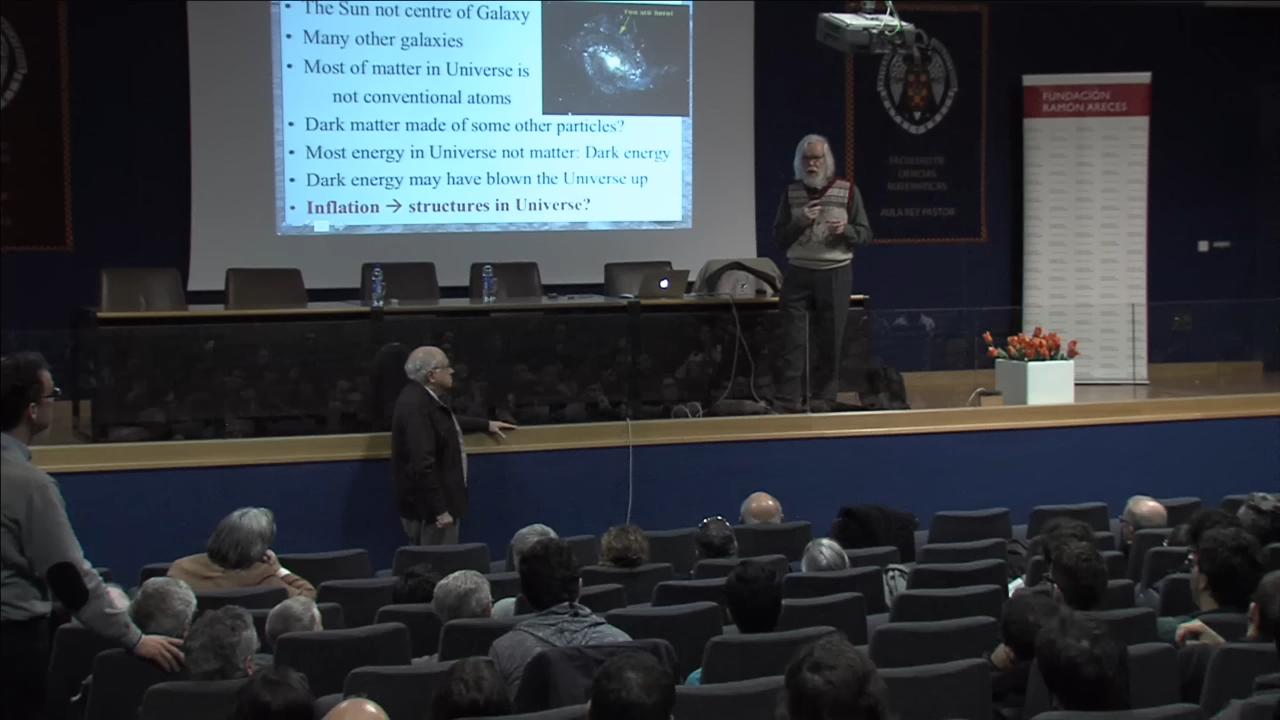 • The Sun not centre of Galaxy
• Many other galaxies
• Most of matter in Universe is
not conventional atoms
• Dark matter made of some other particles?
• Most energy in Universe not matter: Dark energy
• Dark energy may have blown the Universe up
• Inflation → structures in Universe?
You are here!
FACULTAD DE
CIENCIAS
MATEMÁTICAS
AULA REY PASTOR
FUNDACIÓN
RAMÓN ARECES